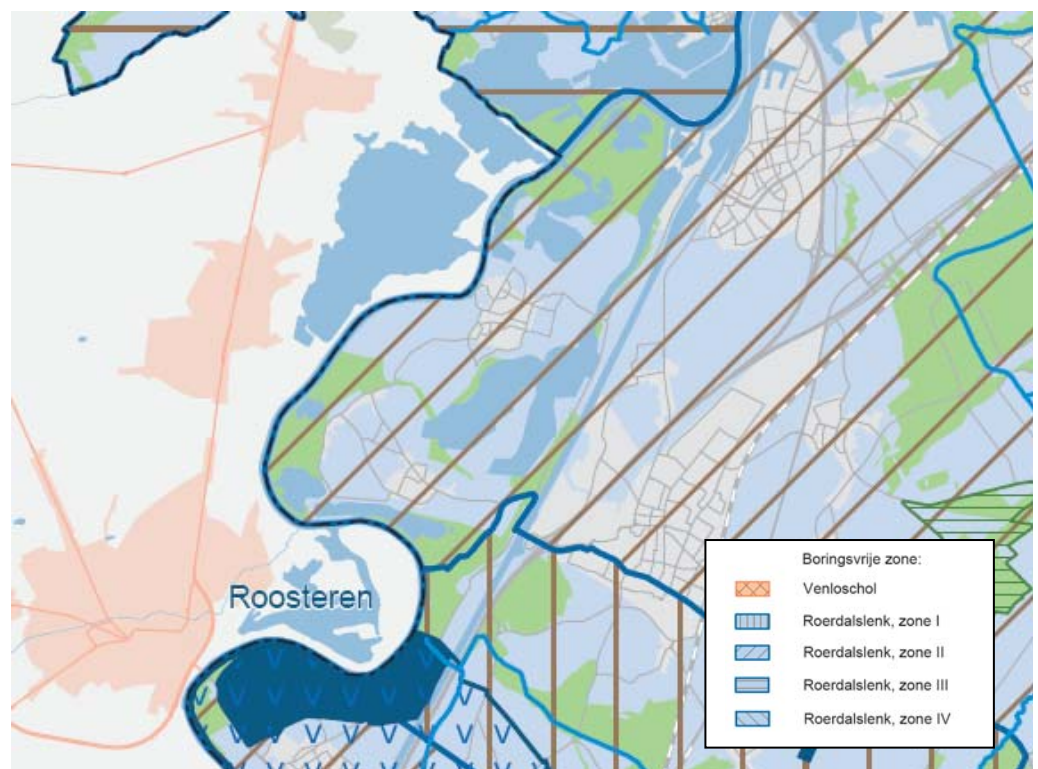 Roosteren
Boringsvrije zone:
Venloschol
Roerdalslenk, zone I
Roerdalslenk, zone II
Roerdalslenk, zone III
Roerdalslenk, zone IV